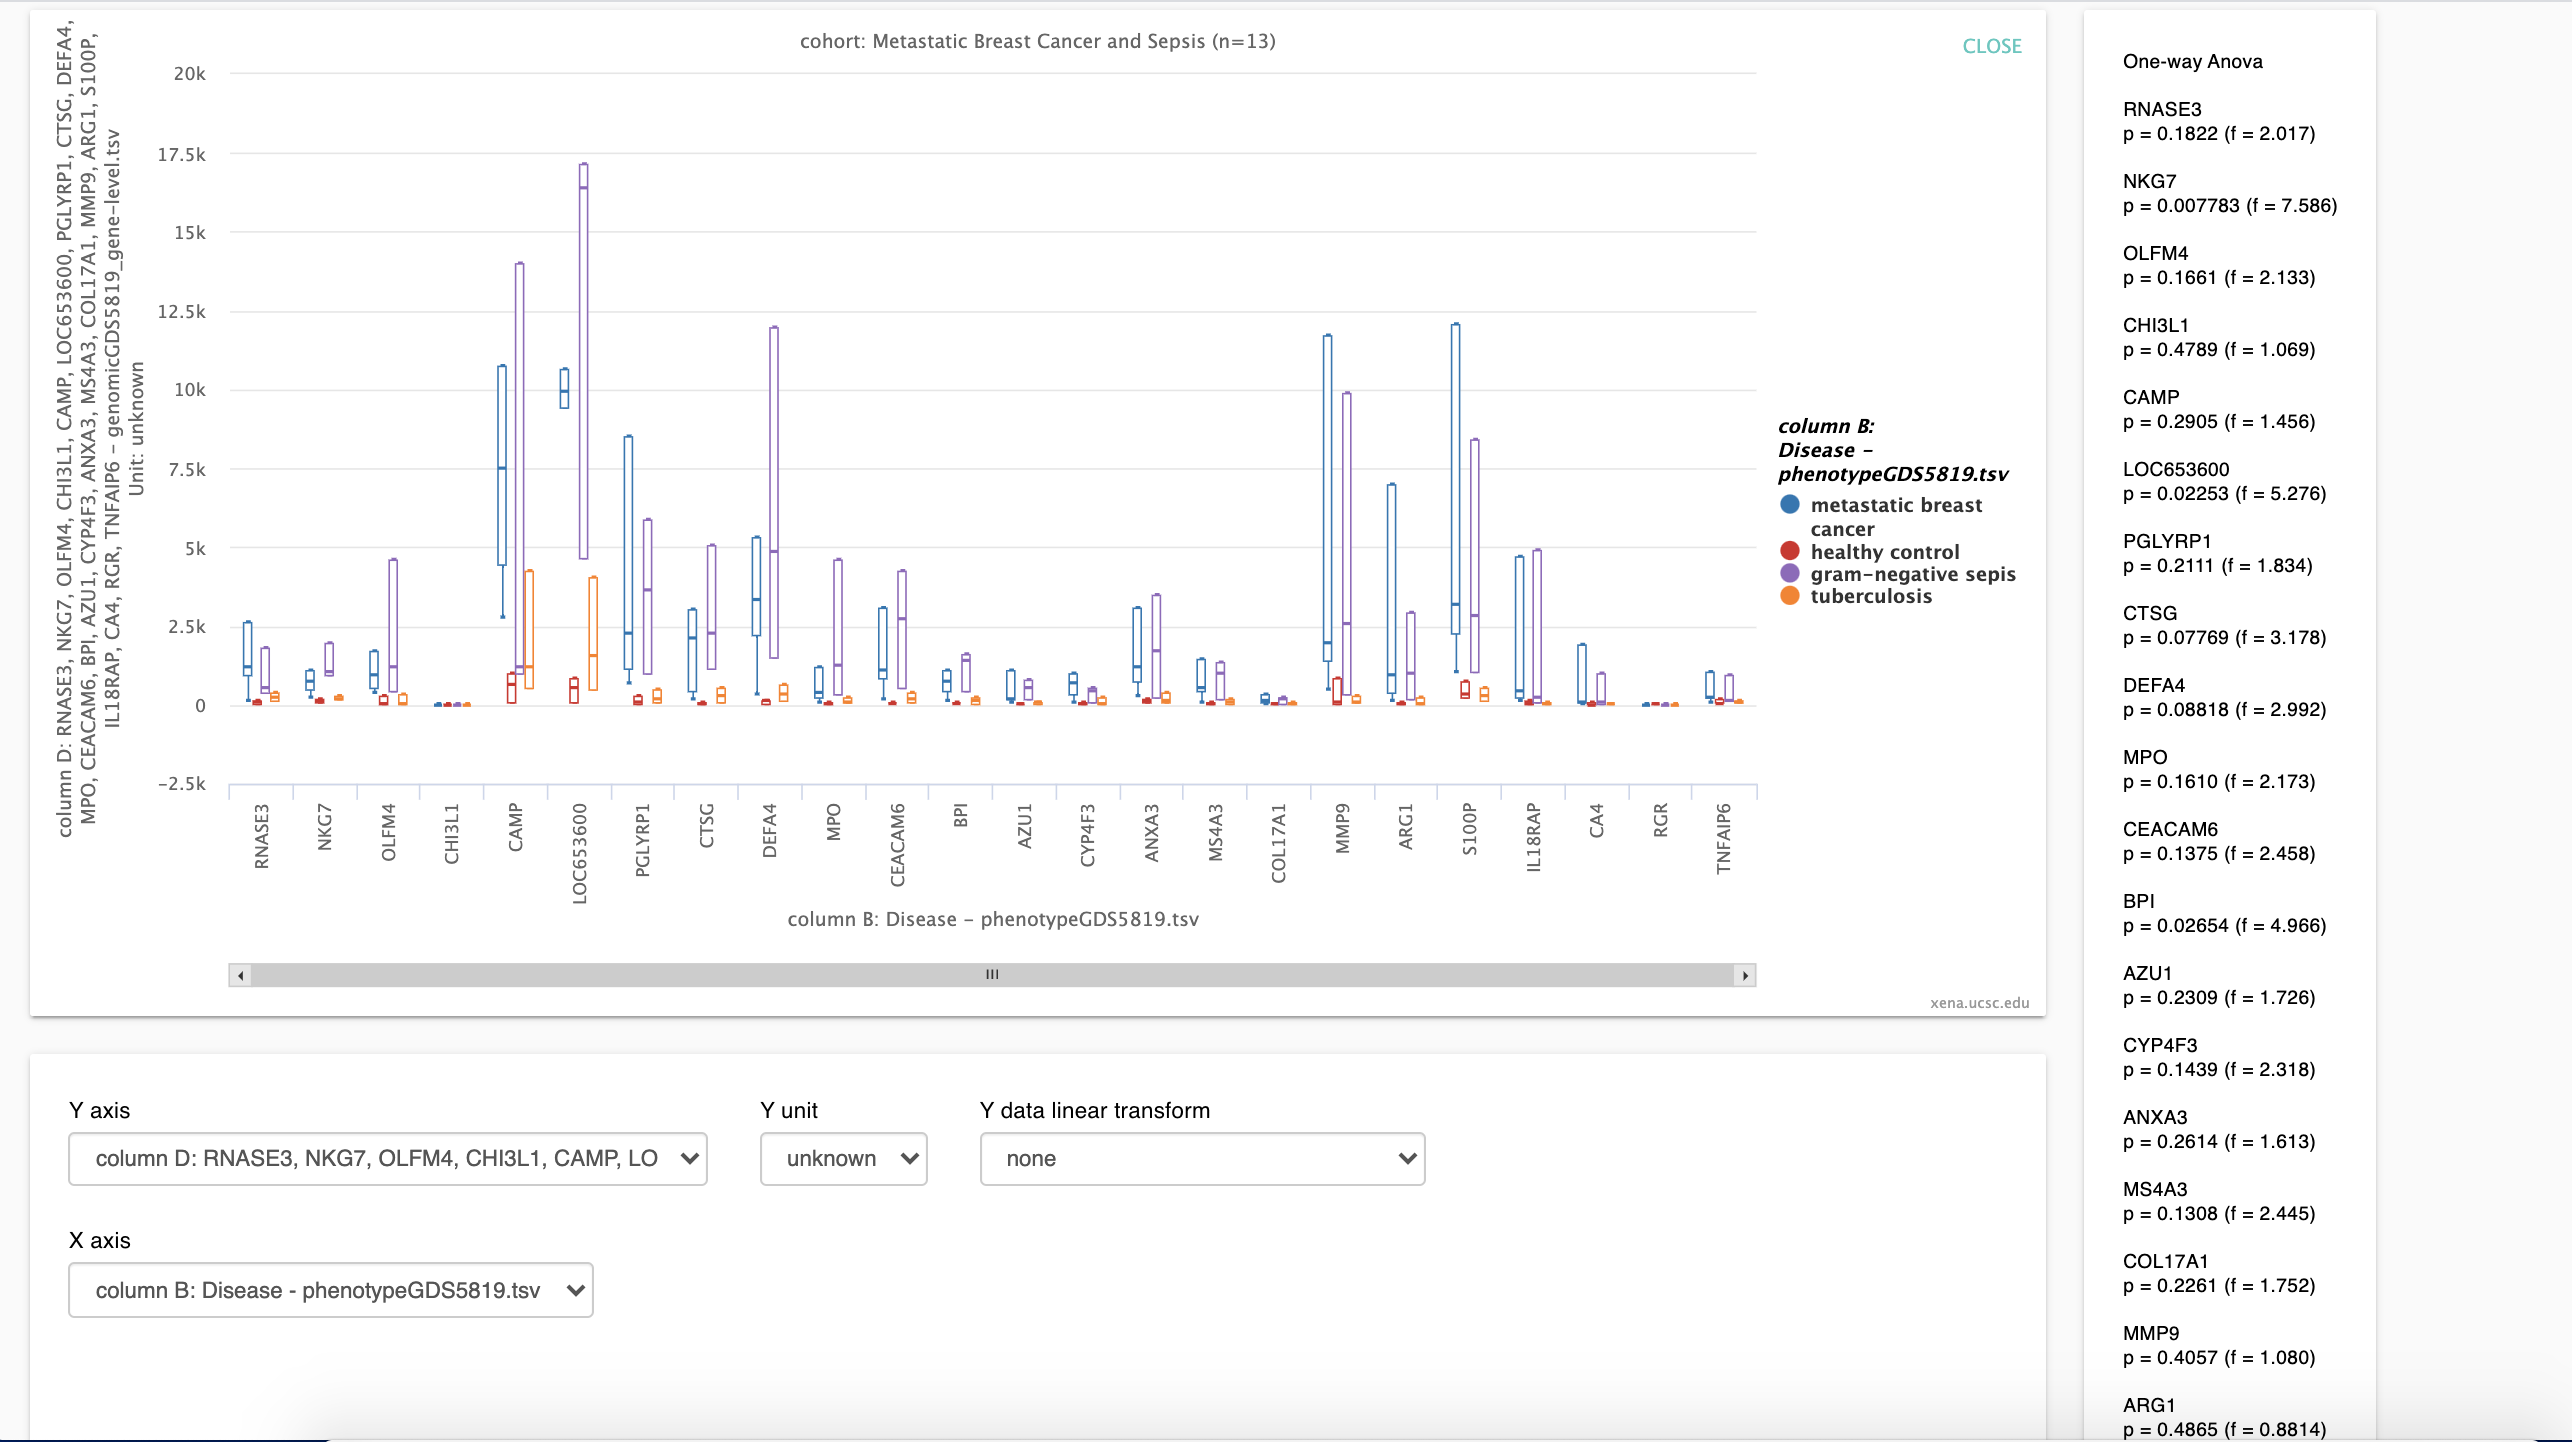 cohort: Metastatic Breast Cancer and Sepsis (n=13)
CLOSE
column D: RNASE3, NKG7, OLFM4, CHI3L1, CAMP, LOC653600, PGLYRP1, CTSG, DEFA4,
MPO, CEACAM6, BPI, AZU1, CYP4F3, ANXA3, MS4A3, COL17A1, MMP9, ARG1, S100P,
IL18RAP, CA4, RGR, TNFAIP6 - genomicGDS5819_gene-level.tsv
Unit: unknown
20k
17.5k
15k
12.5k
10k
7.5k
5k
2.5k
0
-2.5k
RNASE3
NKG7
OLFM4
CHI3L1
CAMP
LOC653600
PGLYRP1
CTSG
DEFA4
MPO
CEACAM6
BPI
AZU1
CYP4F3
ANXA3
MS4A3
COL17A1
MMP9
ARG1
S100P
IL18RAP
CA4
RGR
TNFAIP6
column B: Disease - phenotypeGDS5819.tsv
column B:
Disease -
phenotypeGDS5819.tsv
metastatic breast
cancer
healthy control
gram-negative sepis
tuberculosis
xena.ucsc.edu
Y axis
column D: RNASE3, NKG7, OLFM4, CHI3L1, CAMP, LO
Y unit
unknown
Y data linear transform
none
X axis
column B: Disease - phenotypeGDS5819.tsv
One-way Anova
RNASE3
p = 0.1822 (f = 2.017)
NKG7
p = 0.007783 (f = 7.586)
OLFM4
p = 0.1661 (f = 2.133)
CHI3L1
p = 0.4789 (f = 1.069)
CAMP
p = 0.2905 (f = 1.456)
LOC653600
p = 0.02253 (f = 5.276)
PGLYRP1
p = 0.2111 (f = 1.834)
CTSG
p = 0.07769 (f = 3.178)
DEFA4
p = 0.08818 (f = 2.992)
MPO
p = 0.1610 (f = 2.173)
CEACAM6
p = 0.1375 (f = 2.458)
BPI
p = 0.02654 (f = 4.966)
AZU1
p = 0.2309 (f = 1.726)
CYP4F3
p = 0.1439 (f = 2.318)
ANXA3
p = 0.2614 (f = 1.613)
MS4A3
p = 0.1308 (f = 2.445)
COL17A1
p = 0.2261 (f = 1.752)
MMP9
p = 0.4057 (f = 1.080)
ARG1
p = 0.4865 (f = 0.8814)